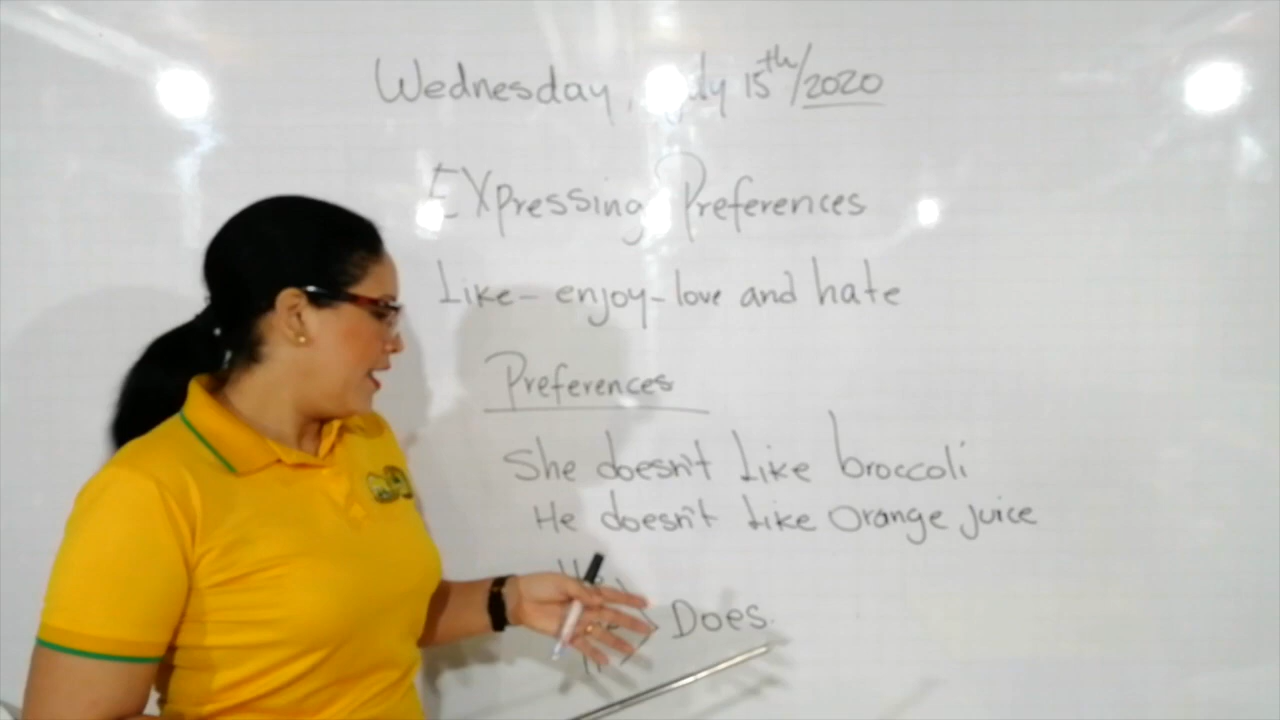 Wednesday, July 15th/2020
EXpressing Preferences
Like - enjoy - love and hate
Preferences
She doesn't Like broccoli
He doesn't Like Orange juice
Does